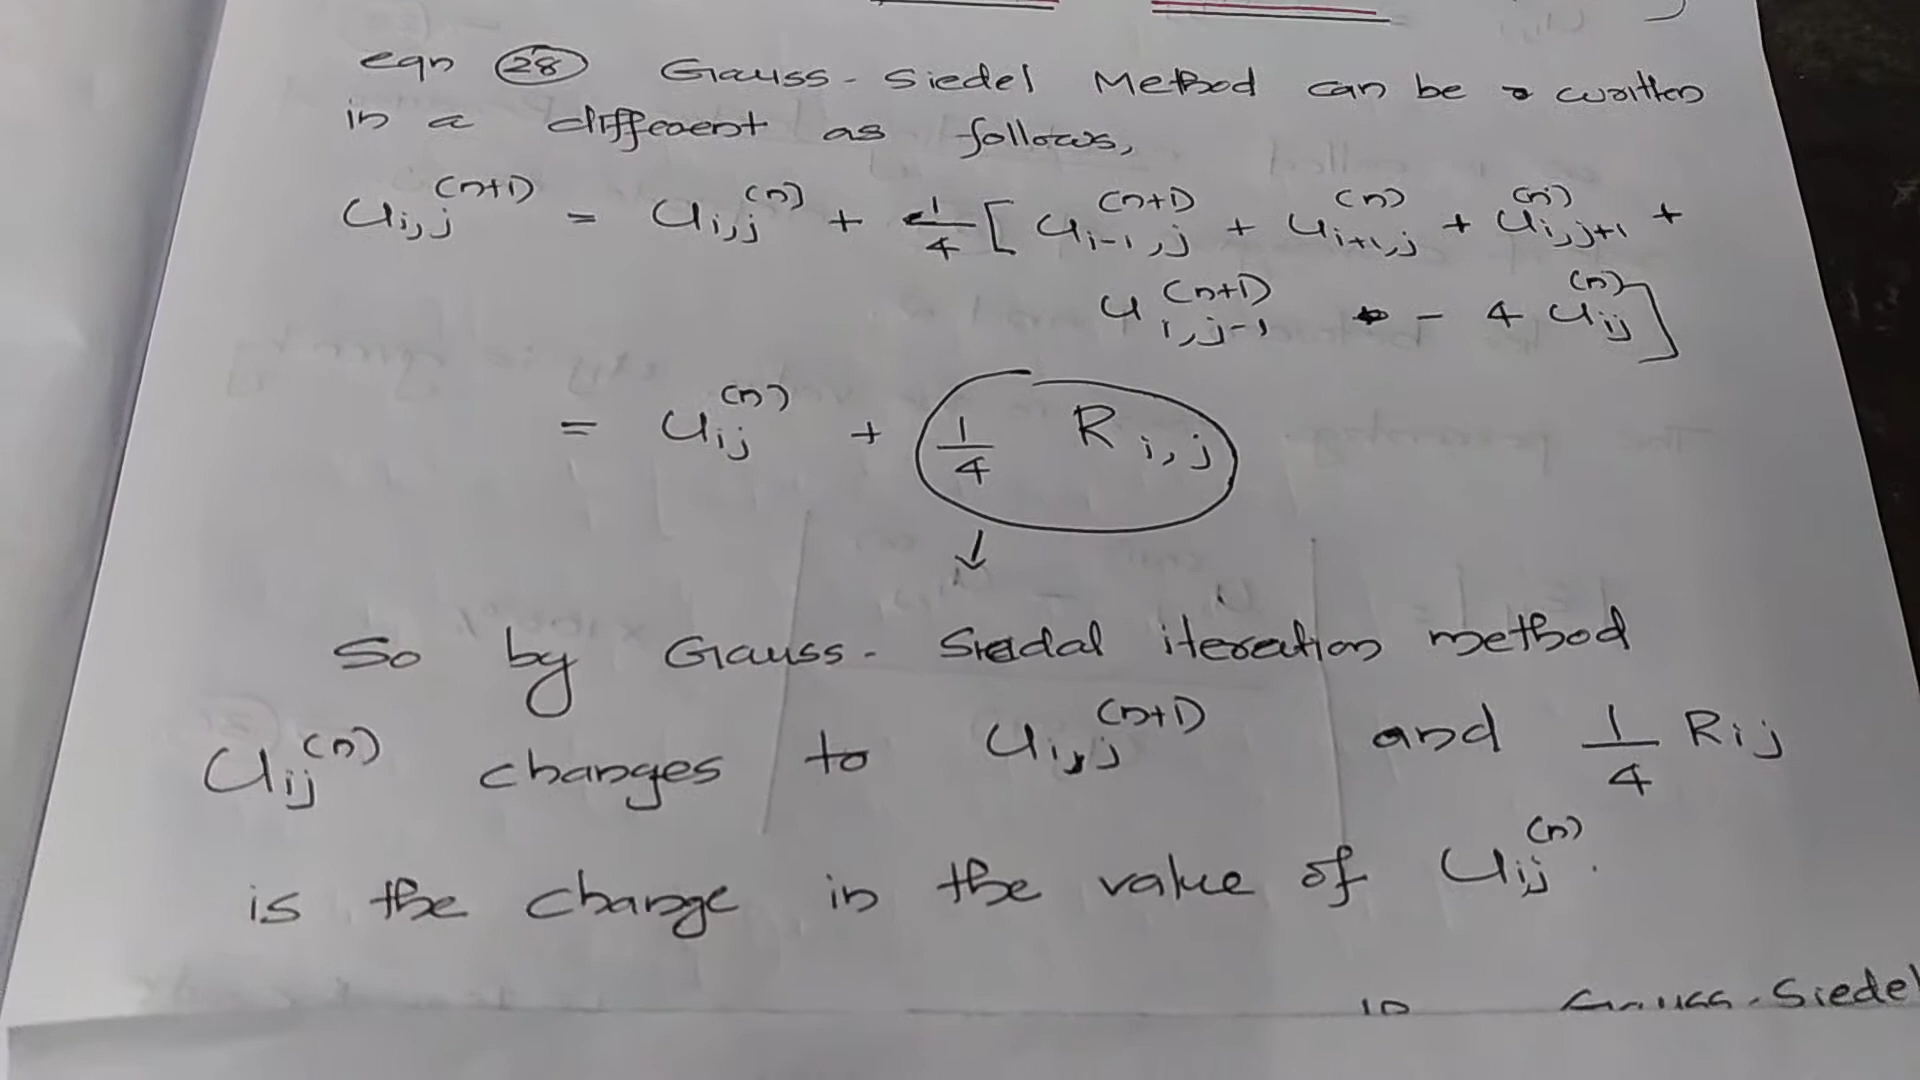 eqn (28) Gauss-Siedel Method can be written
in a different as follows,
u_{i,j}^{(n+1)} = u_{i,j}^{(n)} + 1/4 [ u_{i-1,j}^{(n+1)} + u_{i+1,j}^{(n)} + u_{i,j+1}^{(n)} +
u_{i,j-1}^{(n+1)} - 4 u_{ij}^{(n)} ]
= u_{ij}^{(n)} + 1/4 R_{i,j}
↓
So by Gauss-Siedal iteration method
u_{ij}^{(n)} changes to u_{i,j}^{(n+1)} and 1/4 R_{ij}
is the change in the value of u_{ij}^{(n)}.
Gauss-Siedel